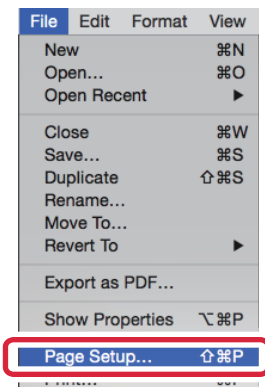 File Edit Format View
New ⌘N
Open... ⌘O
Open Recent ▶
Close ⌘W
Save... ⌘S
Duplicate ⇧⌘S
Rename...
Move To...
Revert To ▶
Export as PDF...
Show Properties ⌥⌘P
Page Setup... ⇧⌘P